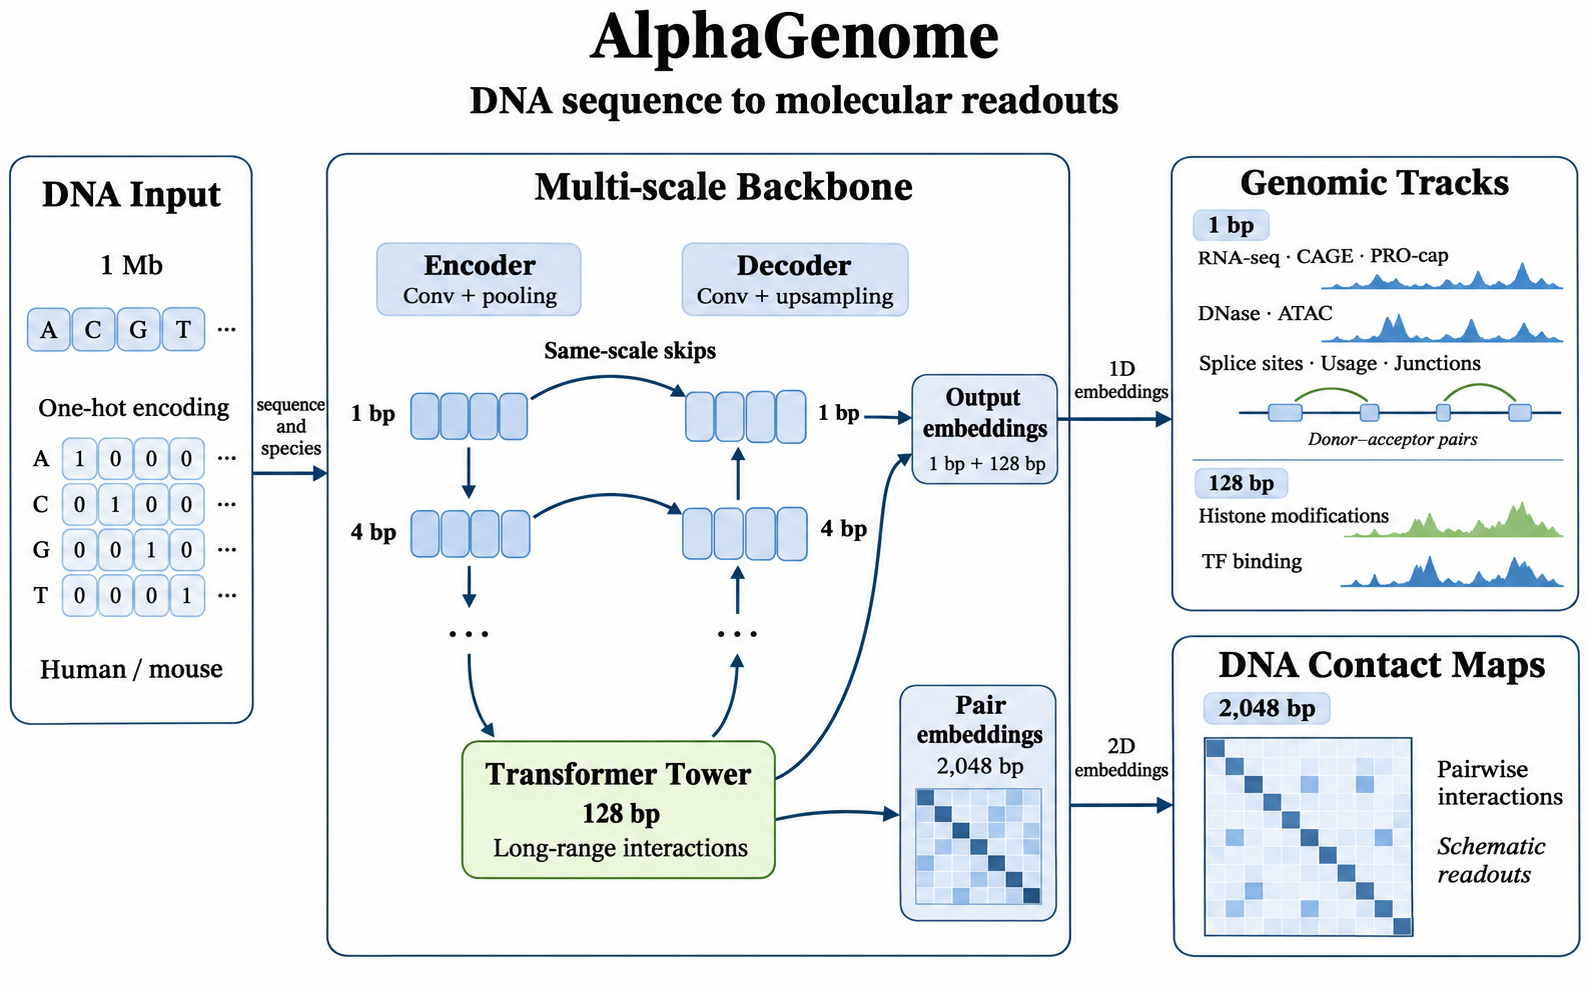 AlphaGenome
DNA sequence to molecular readouts
DNA Input
1 Mb
A C G T ...
One-hot encoding
A 1 0 0 0 ...
C 0 1 0 0 ...
G 0 0 1 0 ...
T 0 0 0 1 ...
Human / mouse
sequence
and
species
Multi-scale Backbone
Encoder
Conv + pooling
Decoder
Conv + upsampling
Same-scale skips
1 bp
1 bp
4 bp
4 bp
...
...
Transformer Tower
128 bp
Long-range interactions
Output
embeddings
1 bp + 128 bp
Pair
embeddings
2,048 bp
1D
embeddings
2D
embeddings
Genomic Tracks
1 bp
RNA-seq · CAGE · PRO-cap
DNase · ATAC
Splice sites · Usage · Junctions
Donor–acceptor pairs
128 bp
Histone modifications
TF binding
DNA Contact Maps
2,048 bp
Pairwise
interactions
Schematic
readouts